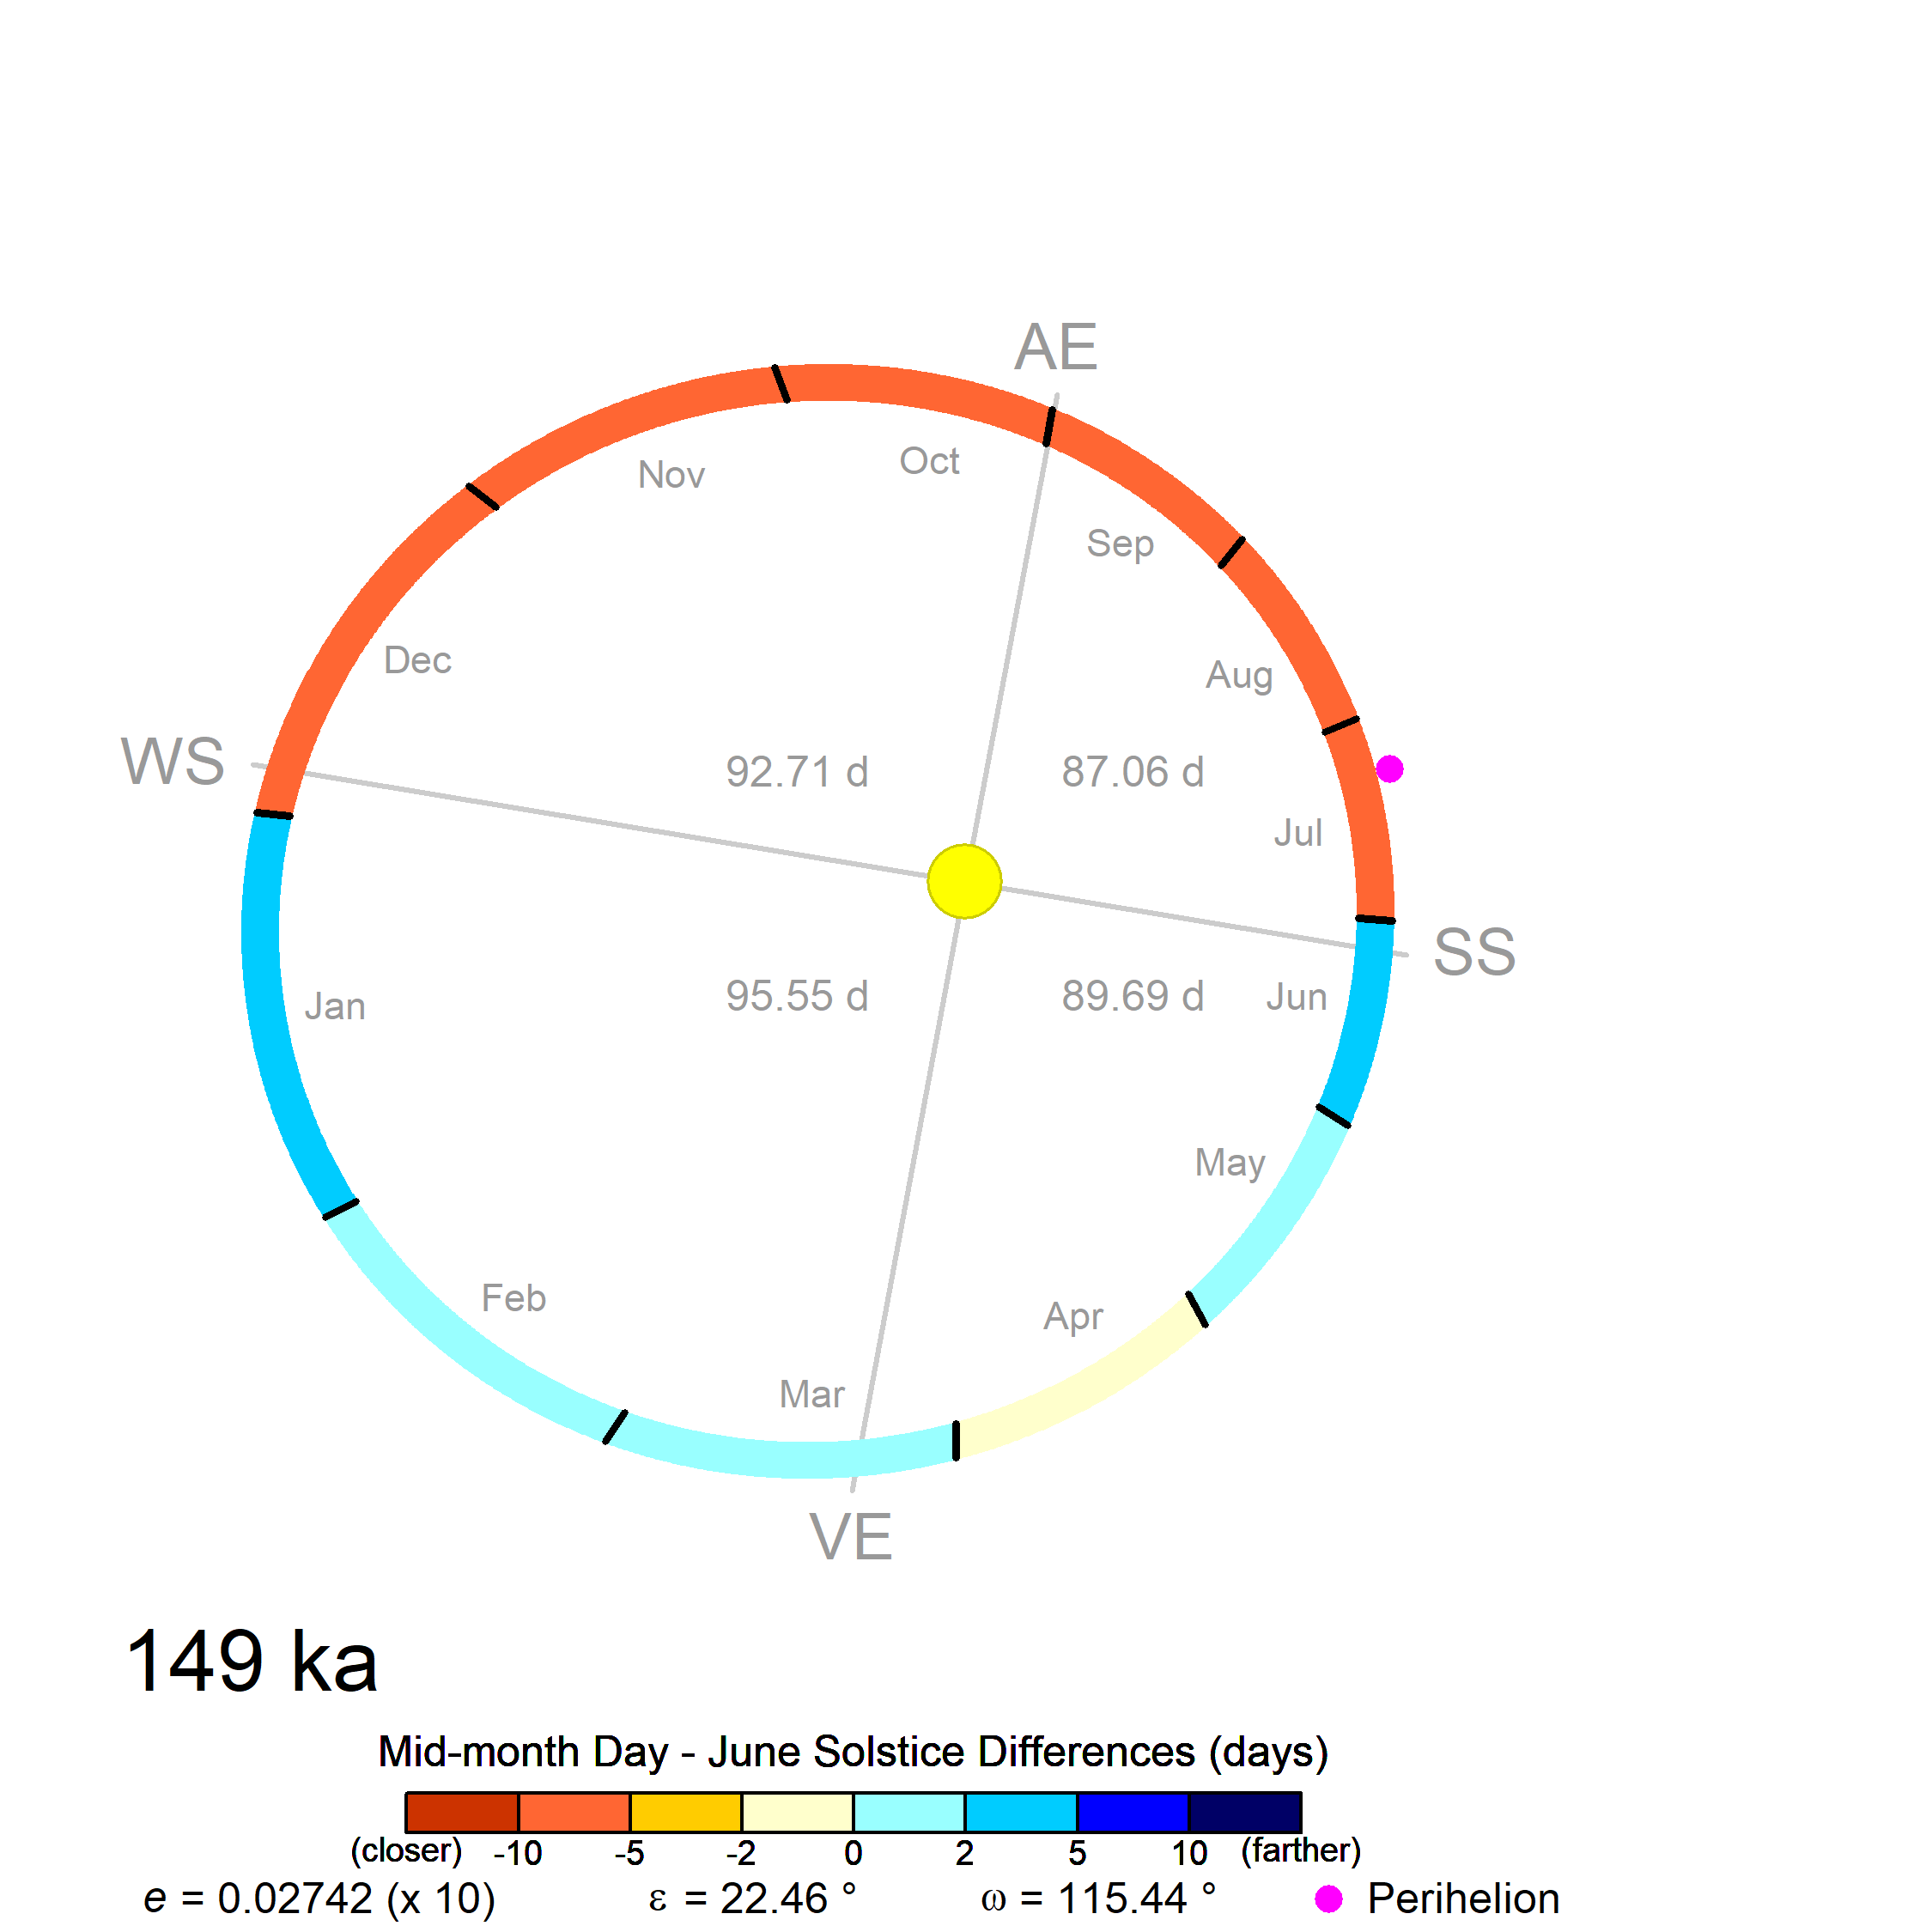 AE
Oct
Nov
Sep
Dec
Aug
WS
92.71 d
87.06 d
Jul
SS
95.55 d
89.69 d
Jun
Jan
May
Feb
Apr
Mar
VE
149 ka
Mid-month Day - June Solstice Differences (days)
(closer) -10 -5 -2 0 2 5 10 (farther)
e = 0.02742 (x 10) ε = 22.46 ° ω = 115.44 ° Perihelion